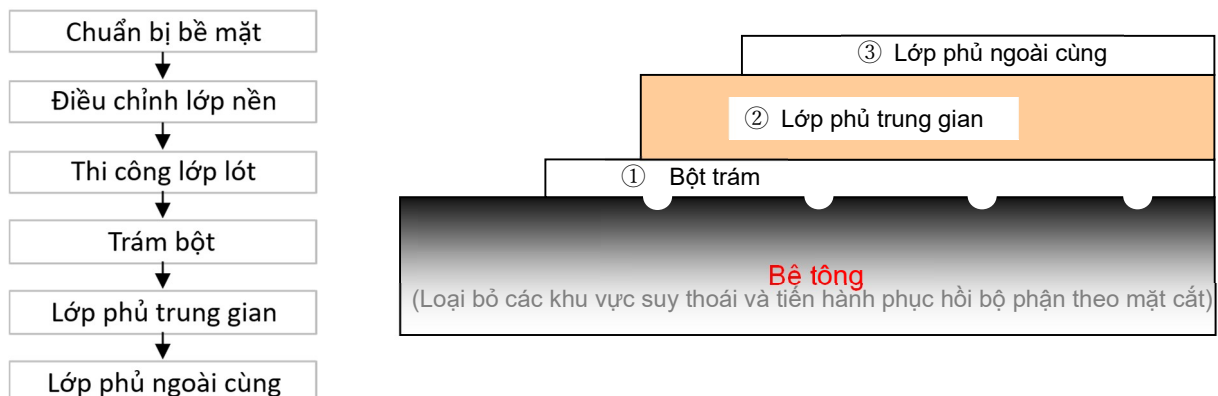 Chuẩn bị bề mặt
Điều chỉnh lớp nền
Thi công lớp lót
Trám bột
Lớp phủ trung gian
Lớp phủ ngoài cùng
③ Lớp phủ ngoài cùng
② Lớp phủ trung gian
① Bột trám
Bê tông
(Loại bỏ các khu vực suy thoái và tiến hành phục hồi bộ phận theo mặt cắt)